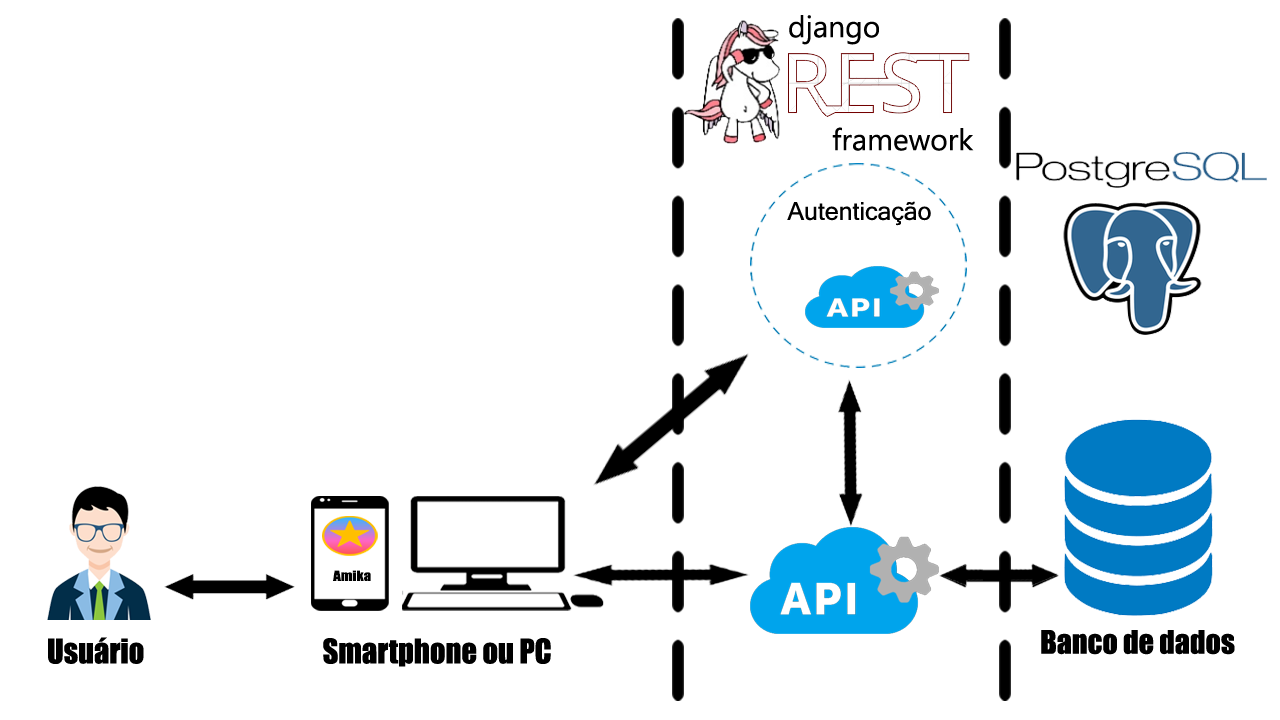 django
REST
framework
PostgreSQL
Autenticação
API
Amika
API
Usuário
Smartphone ou PC
Banco de dados